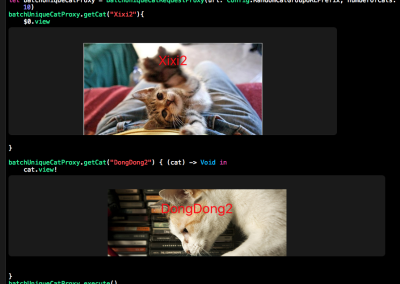 let batchUniqueCatProxy = BatchUniqueCatRequestProxy(url: Config.RandomCatGroupURLPrefix, numberOfCats:
10)
batchUniqueCatProxy.getCat("Xixi2"){
$0.view
Xixi2
}
batchUniqueCatProxy.getCat("DongDong2") { (cat) -> Void in
cat.view!
DongDong2
}
batchUniqueCatProxy.execute()